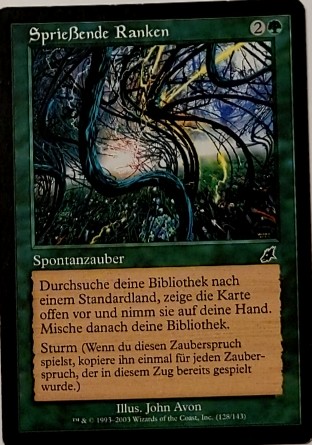 Sprießende Ranken 2
Spontanzauber
Durchsuche deine Bibliothek nach
einem Standardland, zeige die Karte
offen vor und nimm sie auf deine Hand.
Mische danach deine Bibliothek.
Sturm (Wenn du diesen Zauberspruch
spielst, kopiere ihn einmal für jeden Zauber-
spruch, der in diesem Zug bereits gespielt
wurde.)
Illus. John Avon
™ & © 1993-2003 Wizards of the Coast, Inc. (128/143)